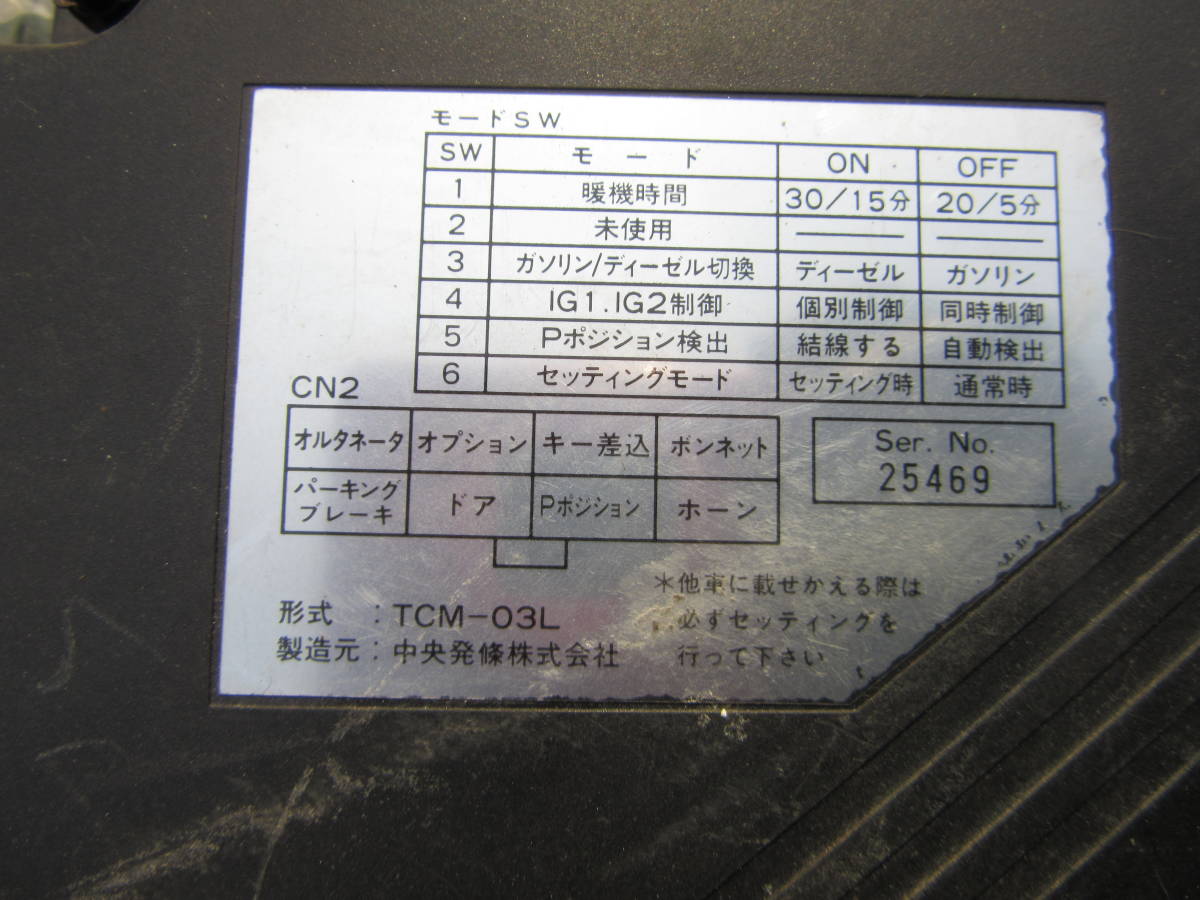 モードSW
SW モード ON OFF
1 暖機時間 30/15分 20/5分
2 未使用 ——— ———
3 ガソリン/ディーゼル切換 ディーゼル ガソリン
4 IG1.IG2制御 個別制御 同時制御
5 Pポジション検出 結線する 自動検出
6 セッティングモード セッティング時 通常時
CN2
オルタネータ オプション キー差込 ボンネット
パーキング
ブレーキ ドア Pポジション ホーン
Ser. No.
25469
形式 : TCM-03L
製造元 : 中央発條株式会社
*他車に載せかえる際は
必ずセッティングを
行って下さい